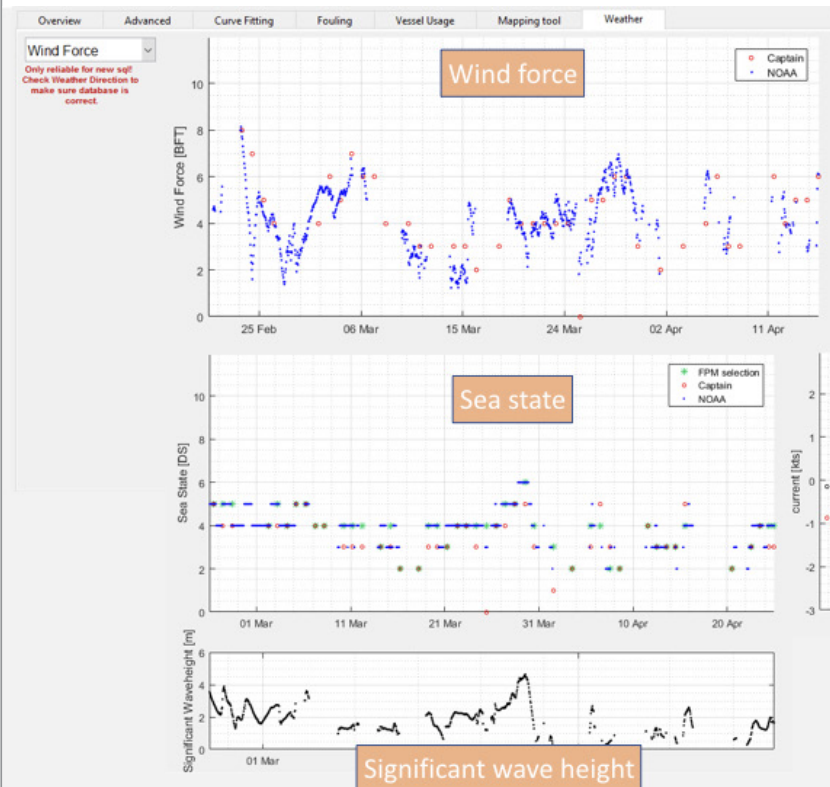 Overview Advanced Curve Fitting Fouling Vessel Usage Mapping tool Weather
Wind Force
Only reliable for new sql!
Check Weather Direction to
make sure database is
correct.
Wind force
Captain
NOAA
Wind Force [BFT]
10
8
6
4
2
0
25 Feb 06 Mar 15 Mar 24 Mar 02 Apr 11 Apr
Sea state
FPM selection
Captain
NOAA
Sea State [DS]
10
8
6
4
2
0
01 Mar 11 Mar 21 Mar 31 Mar 10 Apr 20 Apr
current [kts]
2
1
0
-1
-2
-3
Significant Waveheight [m]
6
4
2
0
01 Mar
Significant wave height